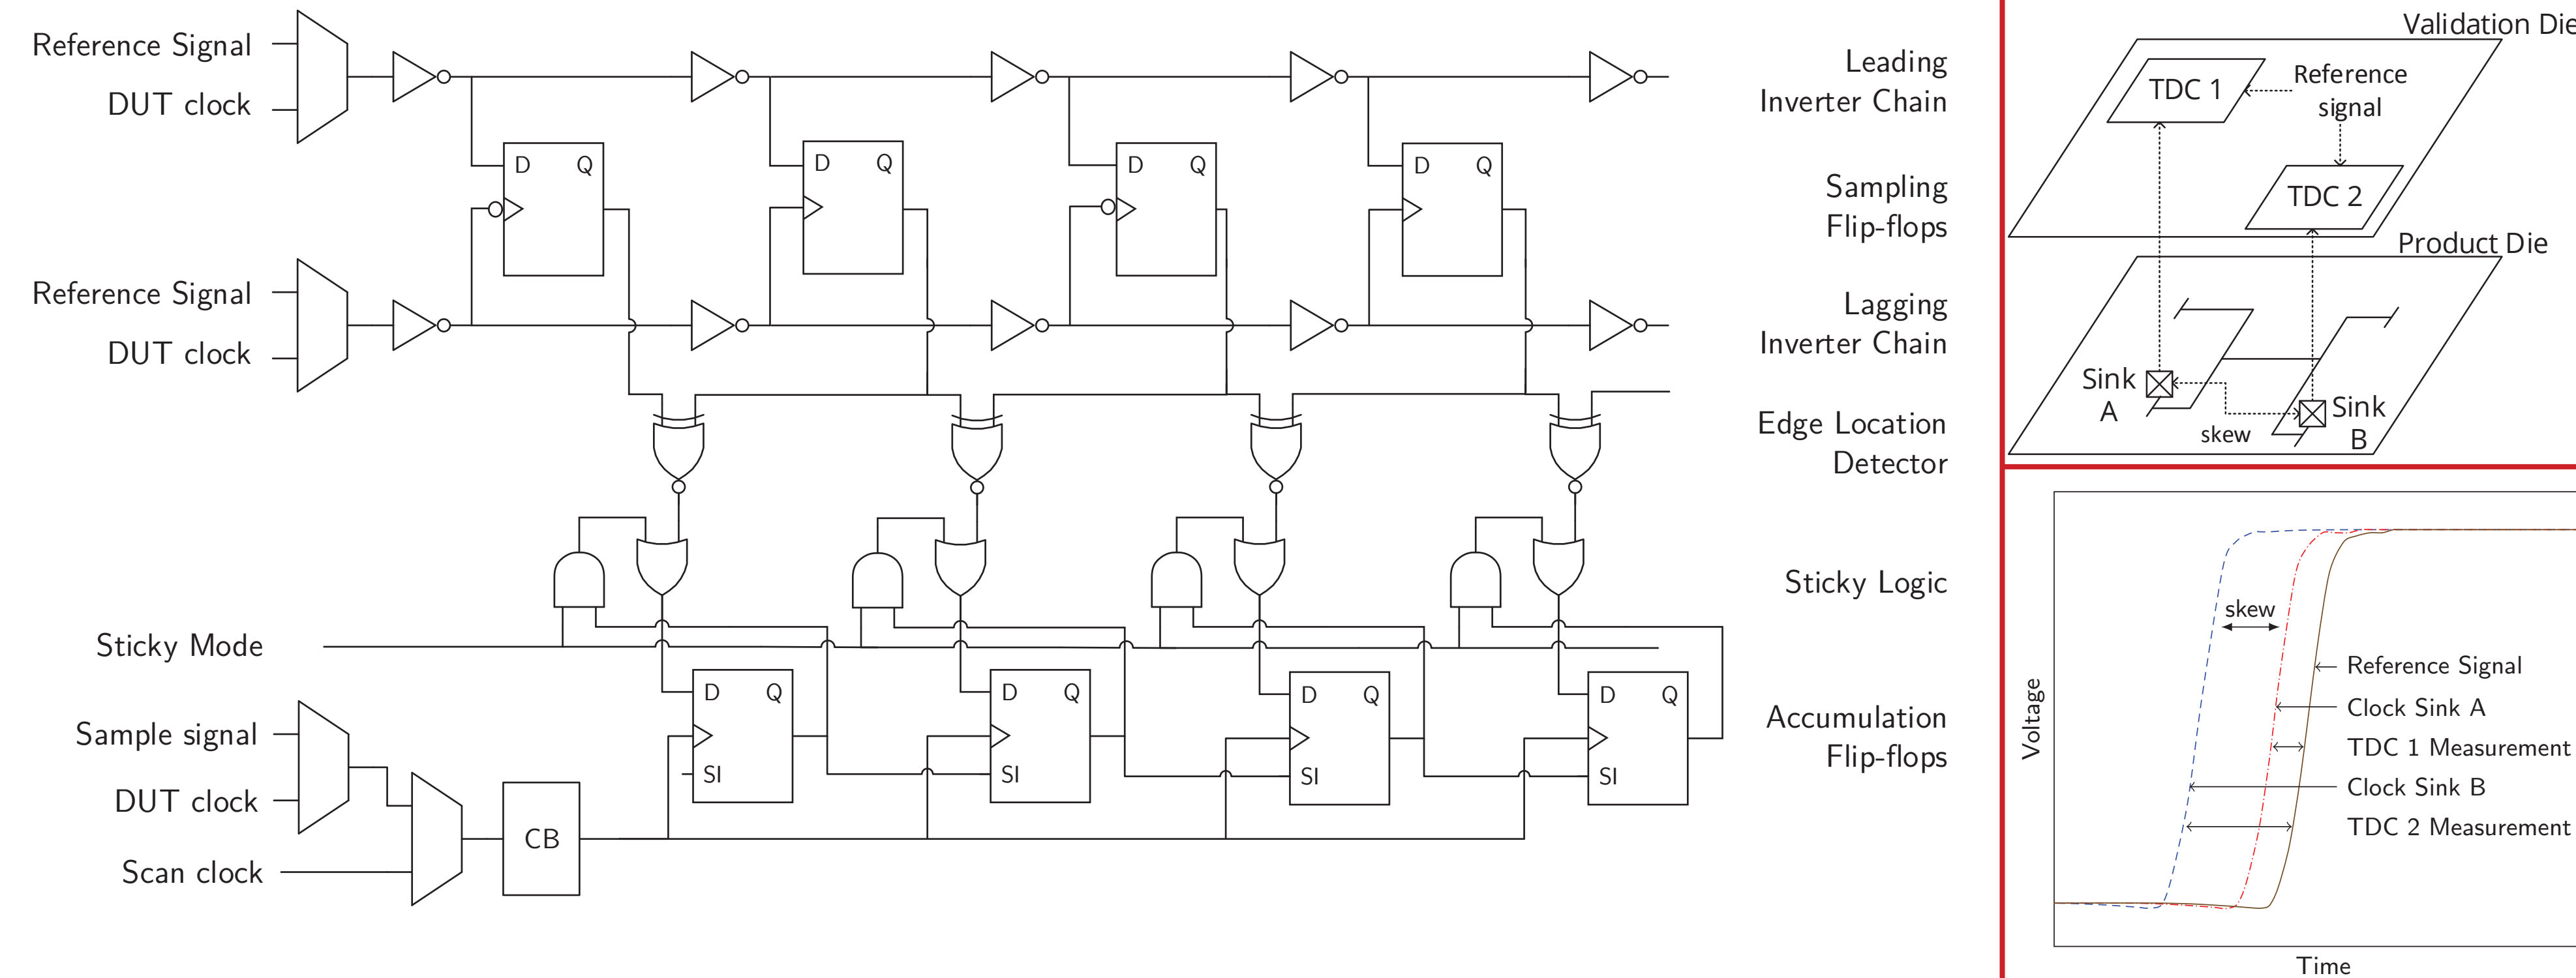 Reference Signal
DUT clock
Leading
Inverter Chain
D Q
D Q
D Q
D Q
Sampling
Flip-flops
Reference Signal
DUT clock
Lagging
Inverter Chain
Edge Location
Detector
Sticky Logic
Sticky Mode
D Q
SI
D Q
SI
D Q
SI
D Q
SI
Accumulation
Flip-flops
Sample signal
DUT clock
Scan clock
CB
Validation Die
TDC 1
Reference
signal
TDC 2
Product Die
Sink
A
skew
Sink
B
Voltage
skew
Reference Signal
Clock Sink A
TDC 1 Measurement
Clock Sink B
TDC 2 Measurement
Time